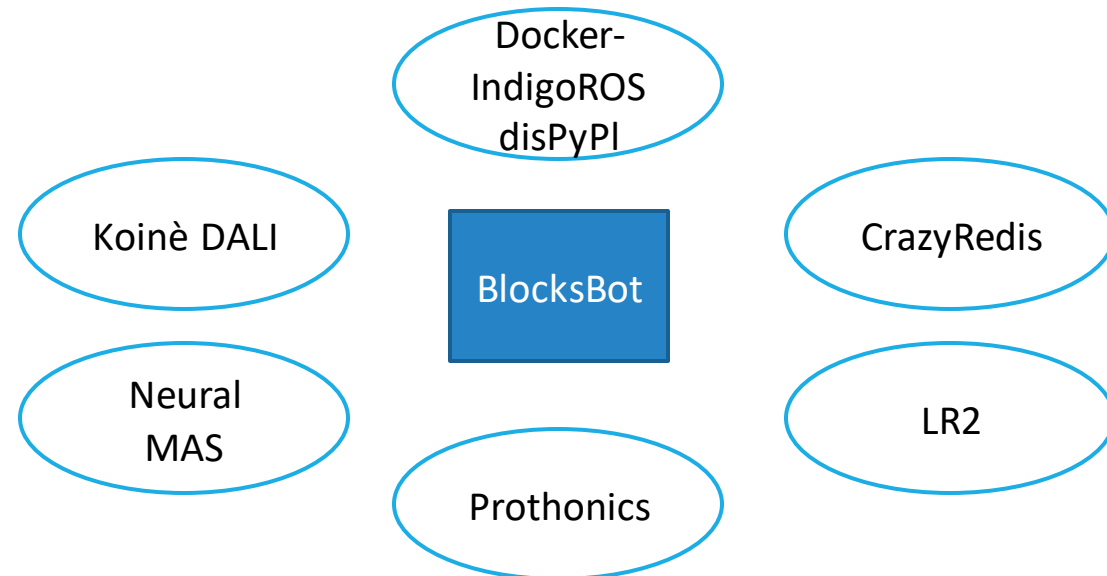 Docker-
IndigoROS
disPyPl
Koinè DALI
CrazyRedis
BlocksBot
Neural
MAS
LR2
Prothonics